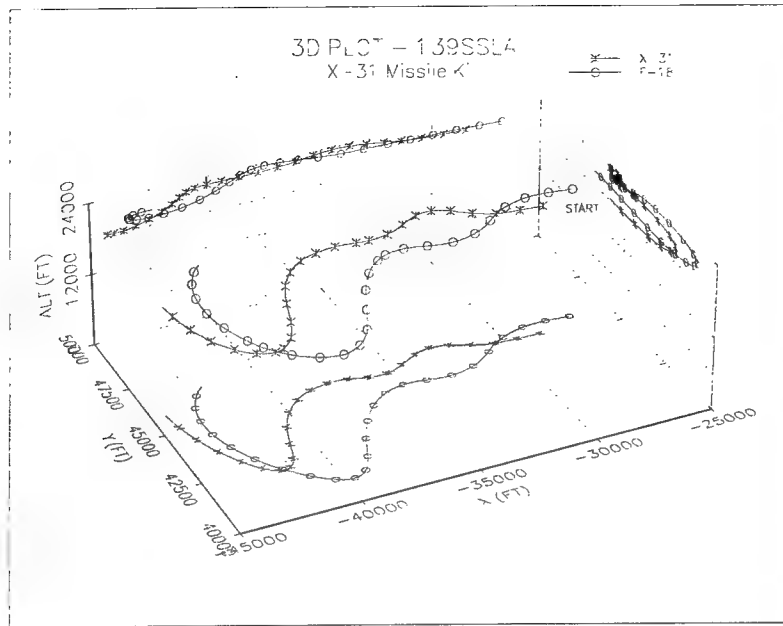 3D PLOT - 139SSLA
X-31 Missile K
X-31
F-18
START
ALT (FT)
24000
12000
50000
47500
45000
42500
40000
Y (FT)
5000
-40000
-35000
-30000
-25000
X (FT)